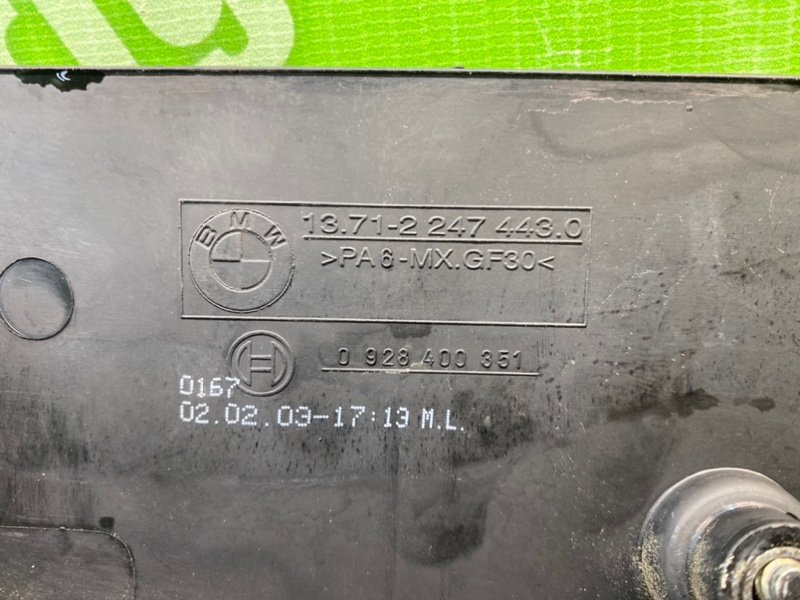 BMW
13.71-2 247 443.0
>PA6-MX.GF30<
0 928 400 351
0167
02.02.03-17:13 M.L.